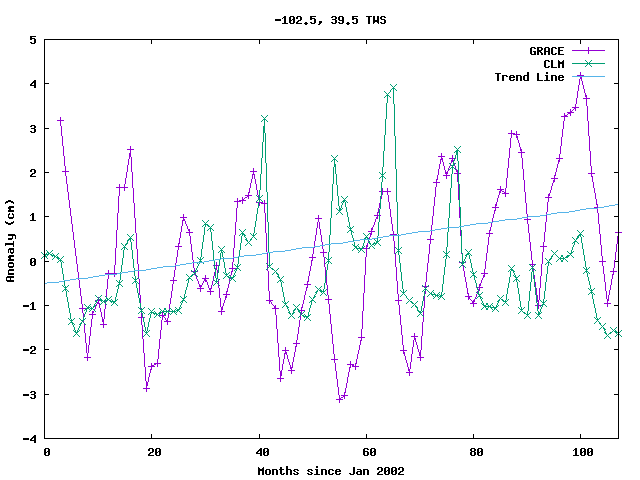 -102.5, 39.5 TWS
GRACE
CLM
Trend Line
5
4
3
2
1
0
-1
-2
-3
-4
Anomaly (cm)
0 20 40 60 80 100
Months since Jan 2002